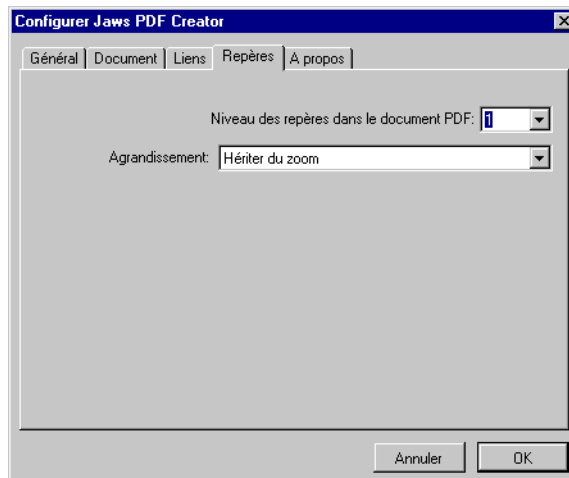 Configurer Jaws PDF Creator
Général Document Liens Repères A propos
Niveau des repères dans le document PDF: 1
Agrandissement: Hériter du zoom
Annuler OK